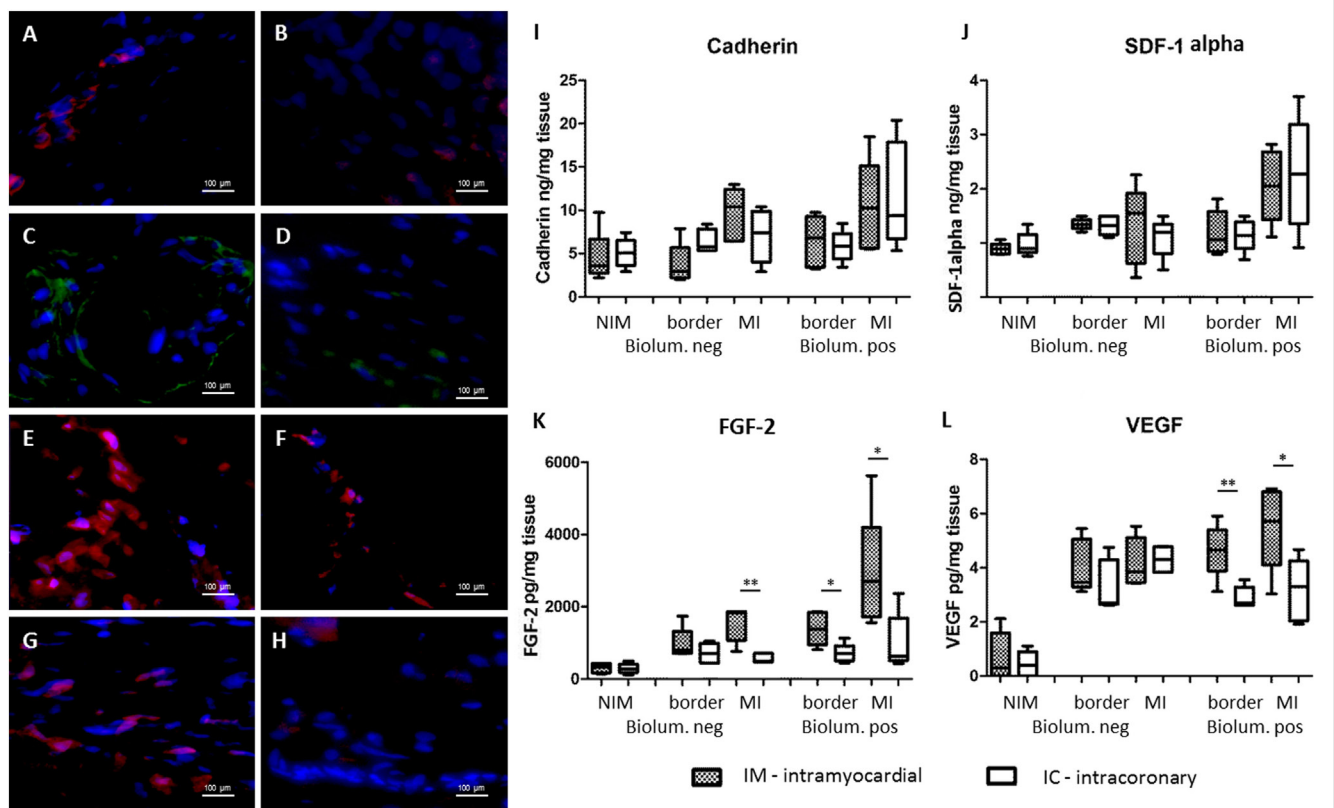 A
B
100 µm
100 µm
C
D
100 µm
100 µm
E
F
100 µm
100 µm
G
H
100 µm
100 µm
I
Cadherin
Cadherin ng/mg tissue
25
20
15
10
5
0
NIM
border MI
border MI
Biolum. neg
Biolum. pos
J
SDF-1 alpha
SDF-1alpha ng/mg tissue
4
3
2
NIM
border MI
border MI
Biolum. neg
Biolum. pos
K
FGF-2
FGF-2 pg/mg tissue
6000
4000
2000
0
**
*
*
NIM
border MI
border MI
Biolum. neg
Biolum. pos
L
VEGF
VEGF pg/mg tissue
8
6
4
2
0
**
*
NIM
border MI
border MI
Biolum. neg
Biolum. pos
IM - intramyocardial
IC - intracoronary